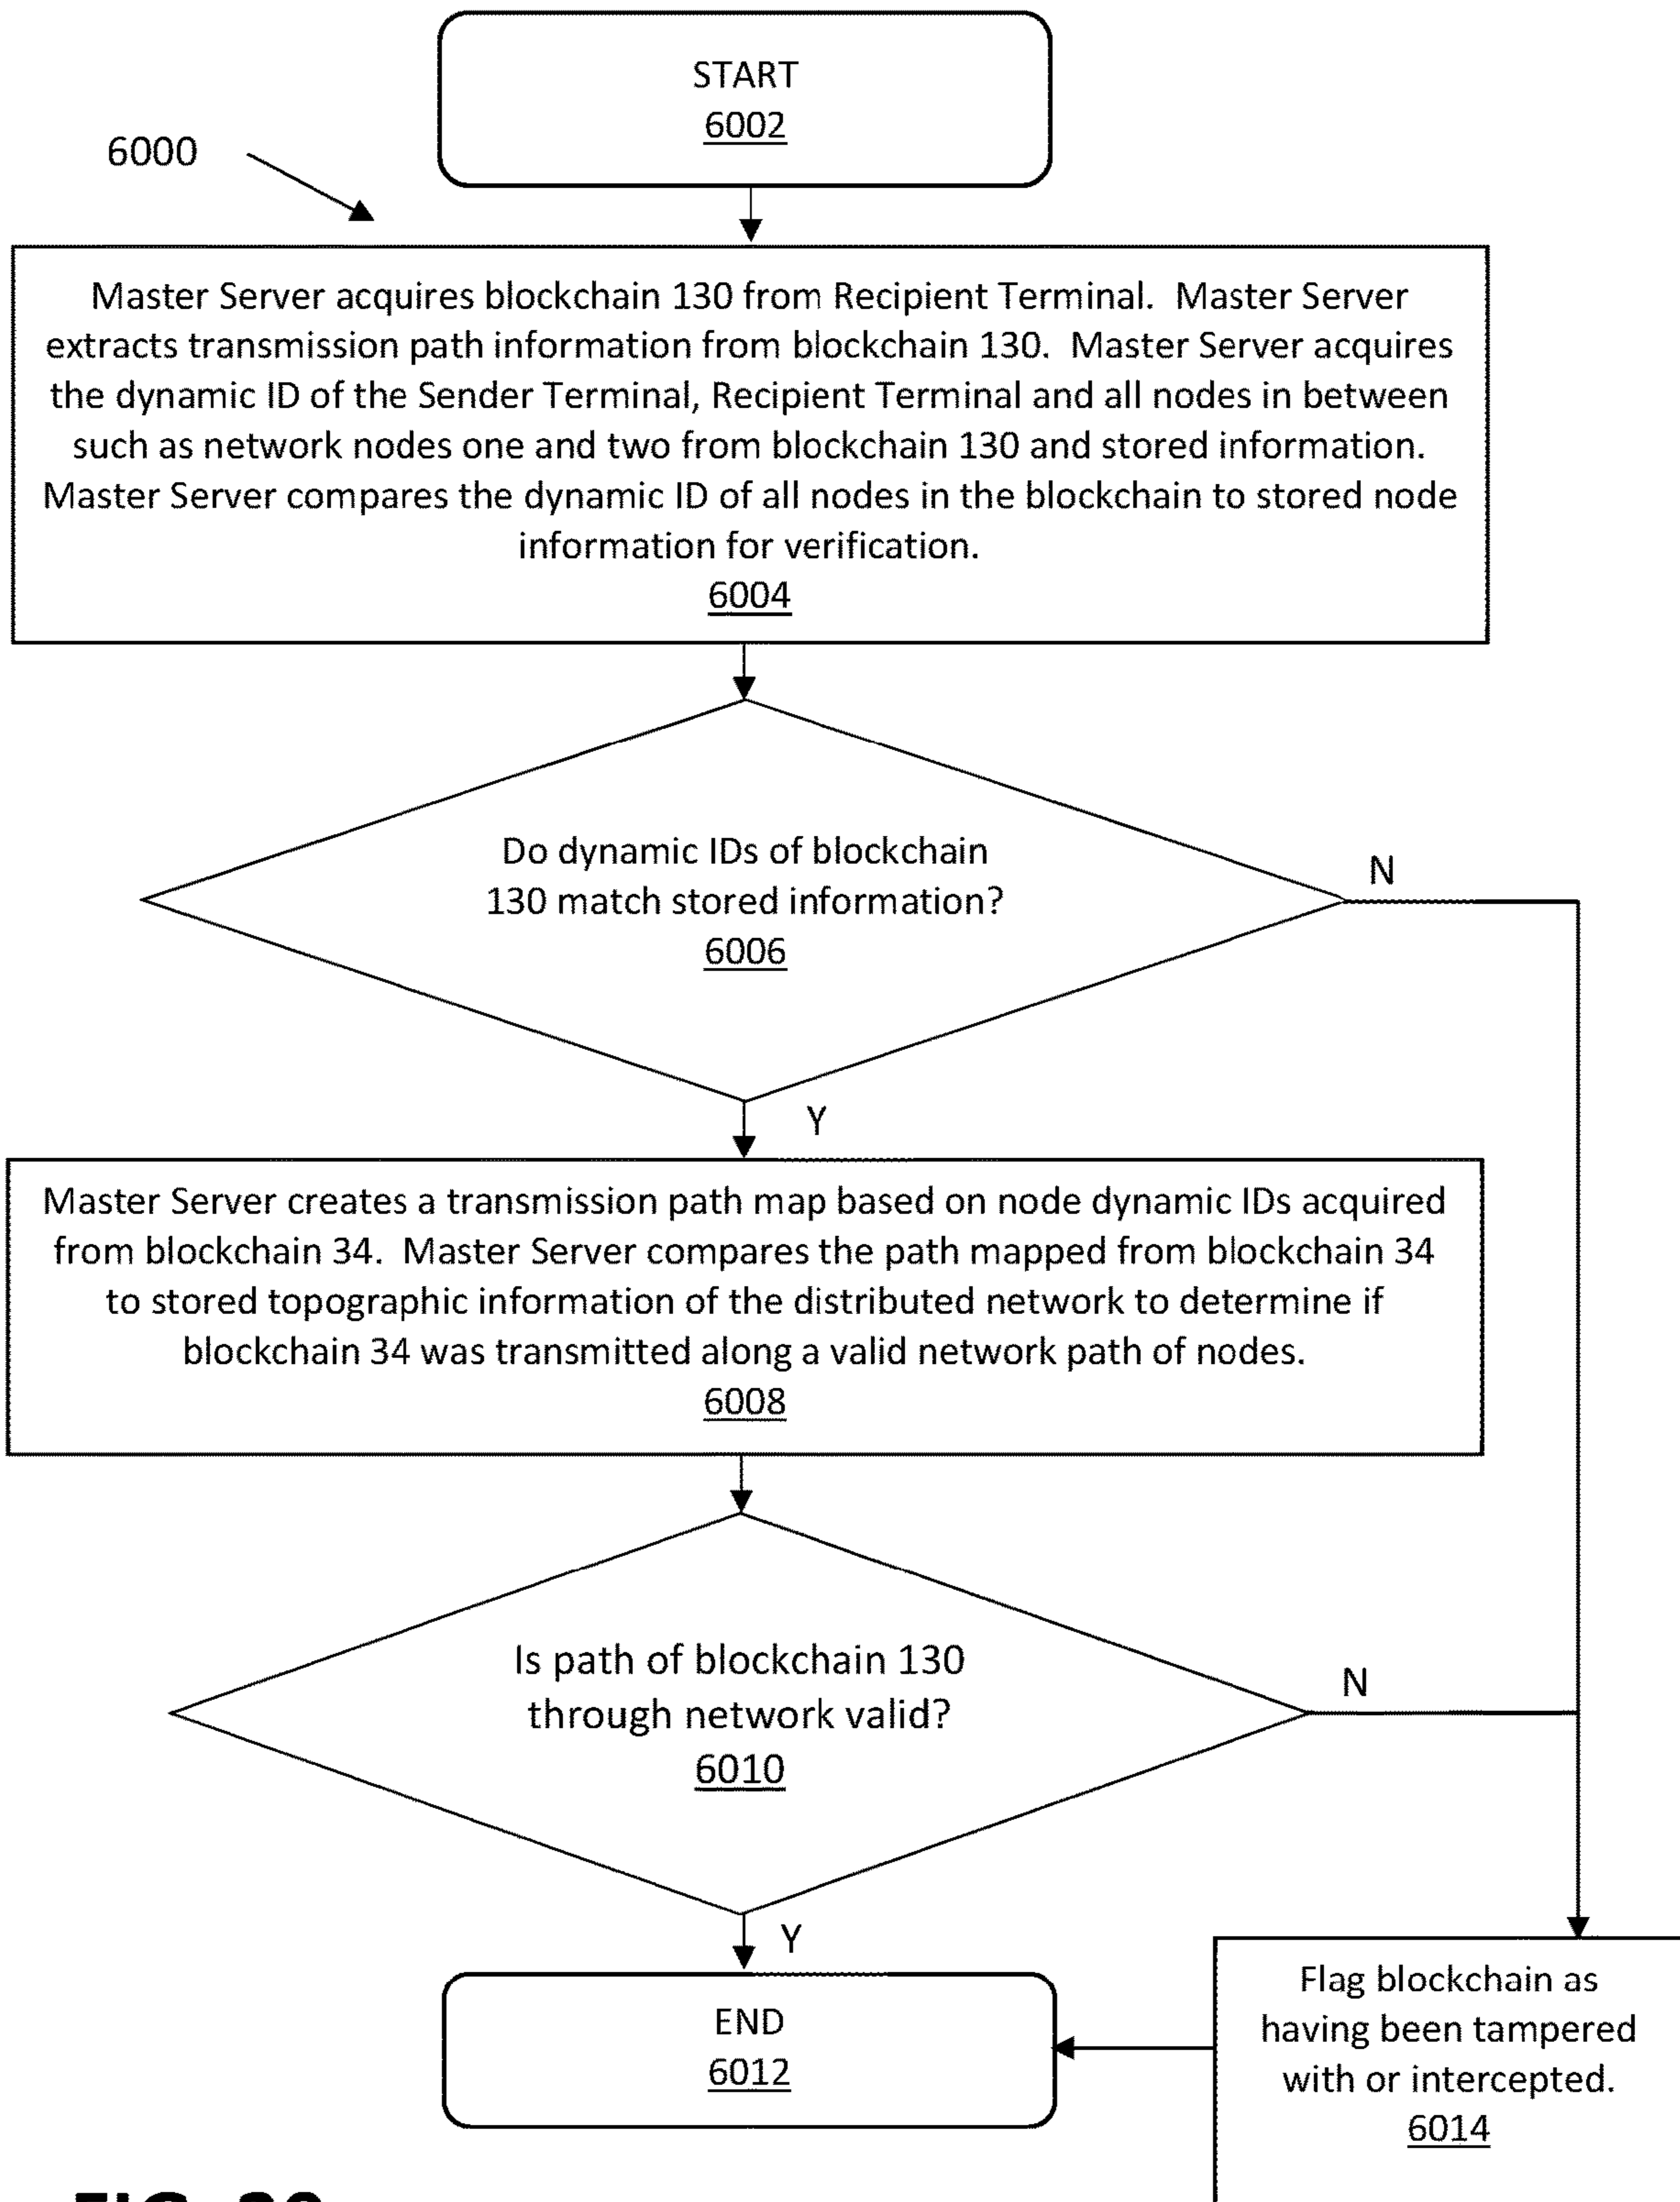 START
6002
6000
Master Server acquires blockchain 130 from Recipient Terminal. Master Server
extracts transmission path information from blockchain 130. Master Server acquires
the dynamic ID of the Sender Terminal, Recipient Terminal and all nodes in between
such as network nodes one and two from blockchain 130 and stored information.
Master Server compares the dynamic ID of all nodes in the blockchain to stored node
information for verification.
6004
Do dynamic IDs of blockchain
130 match stored information?
6006
N
Y
Master Server creates a transmission path map based on node dynamic IDs acquired
from blockchain 34. Master Server compares the path mapped from blockchain 34
to stored topographic information of the distributed network to determine if
blockchain 34 was transmitted along a valid network path of nodes.
6008
Is path of blockchain 130
through network valid?
6010
N
Y
END
6012
Flag blockchain as
having been tampered
with or intercepted.
6014